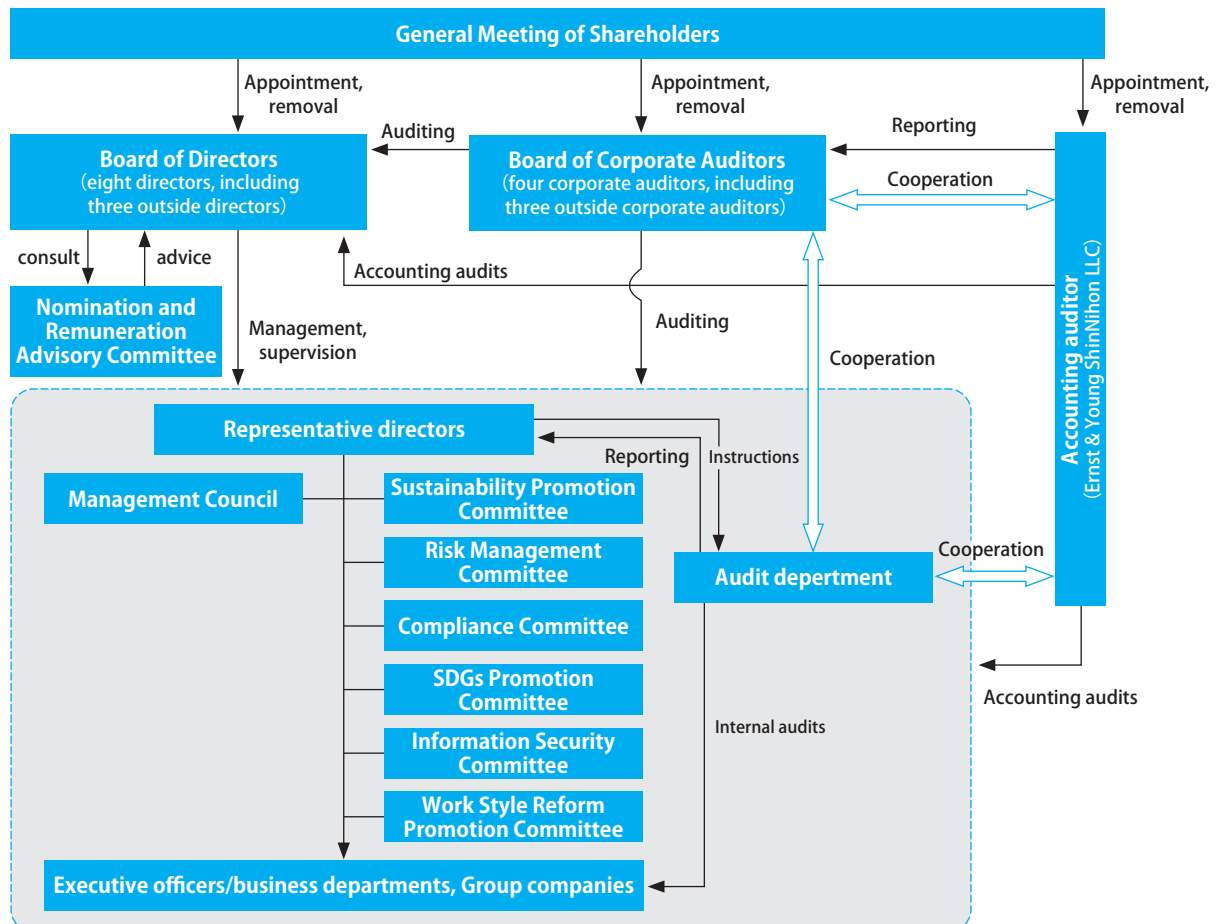 General Meeting of Shareholders
Appointment,
removal
Appointment,
removal
Appointment,
removal
Auditing
Reporting
Board of Directors
(eight directors, including
three outside directors)
Board of Corporate Auditors
(four corporate auditors, including
three outside corporate auditors)
Cooperation
consult
advice
Accounting audits
Nomination and
Remuneration
Advisory Committee
Management,
supervision
Auditing
Cooperation
Accounting auditor
(Ernst & Young ShinNihon LLC)
Representative directors
Reporting
Instructions
Management Council
Sustainability Promotion
Committee
Risk Management
Committee
Audit depertment
Cooperation
Compliance Committee
SDGs Promotion
Committee
Accounting audits
Internal audits
Information Security
Committee
Work Style Reform
Promotion Committee
Executive officers/business departments, Group companies